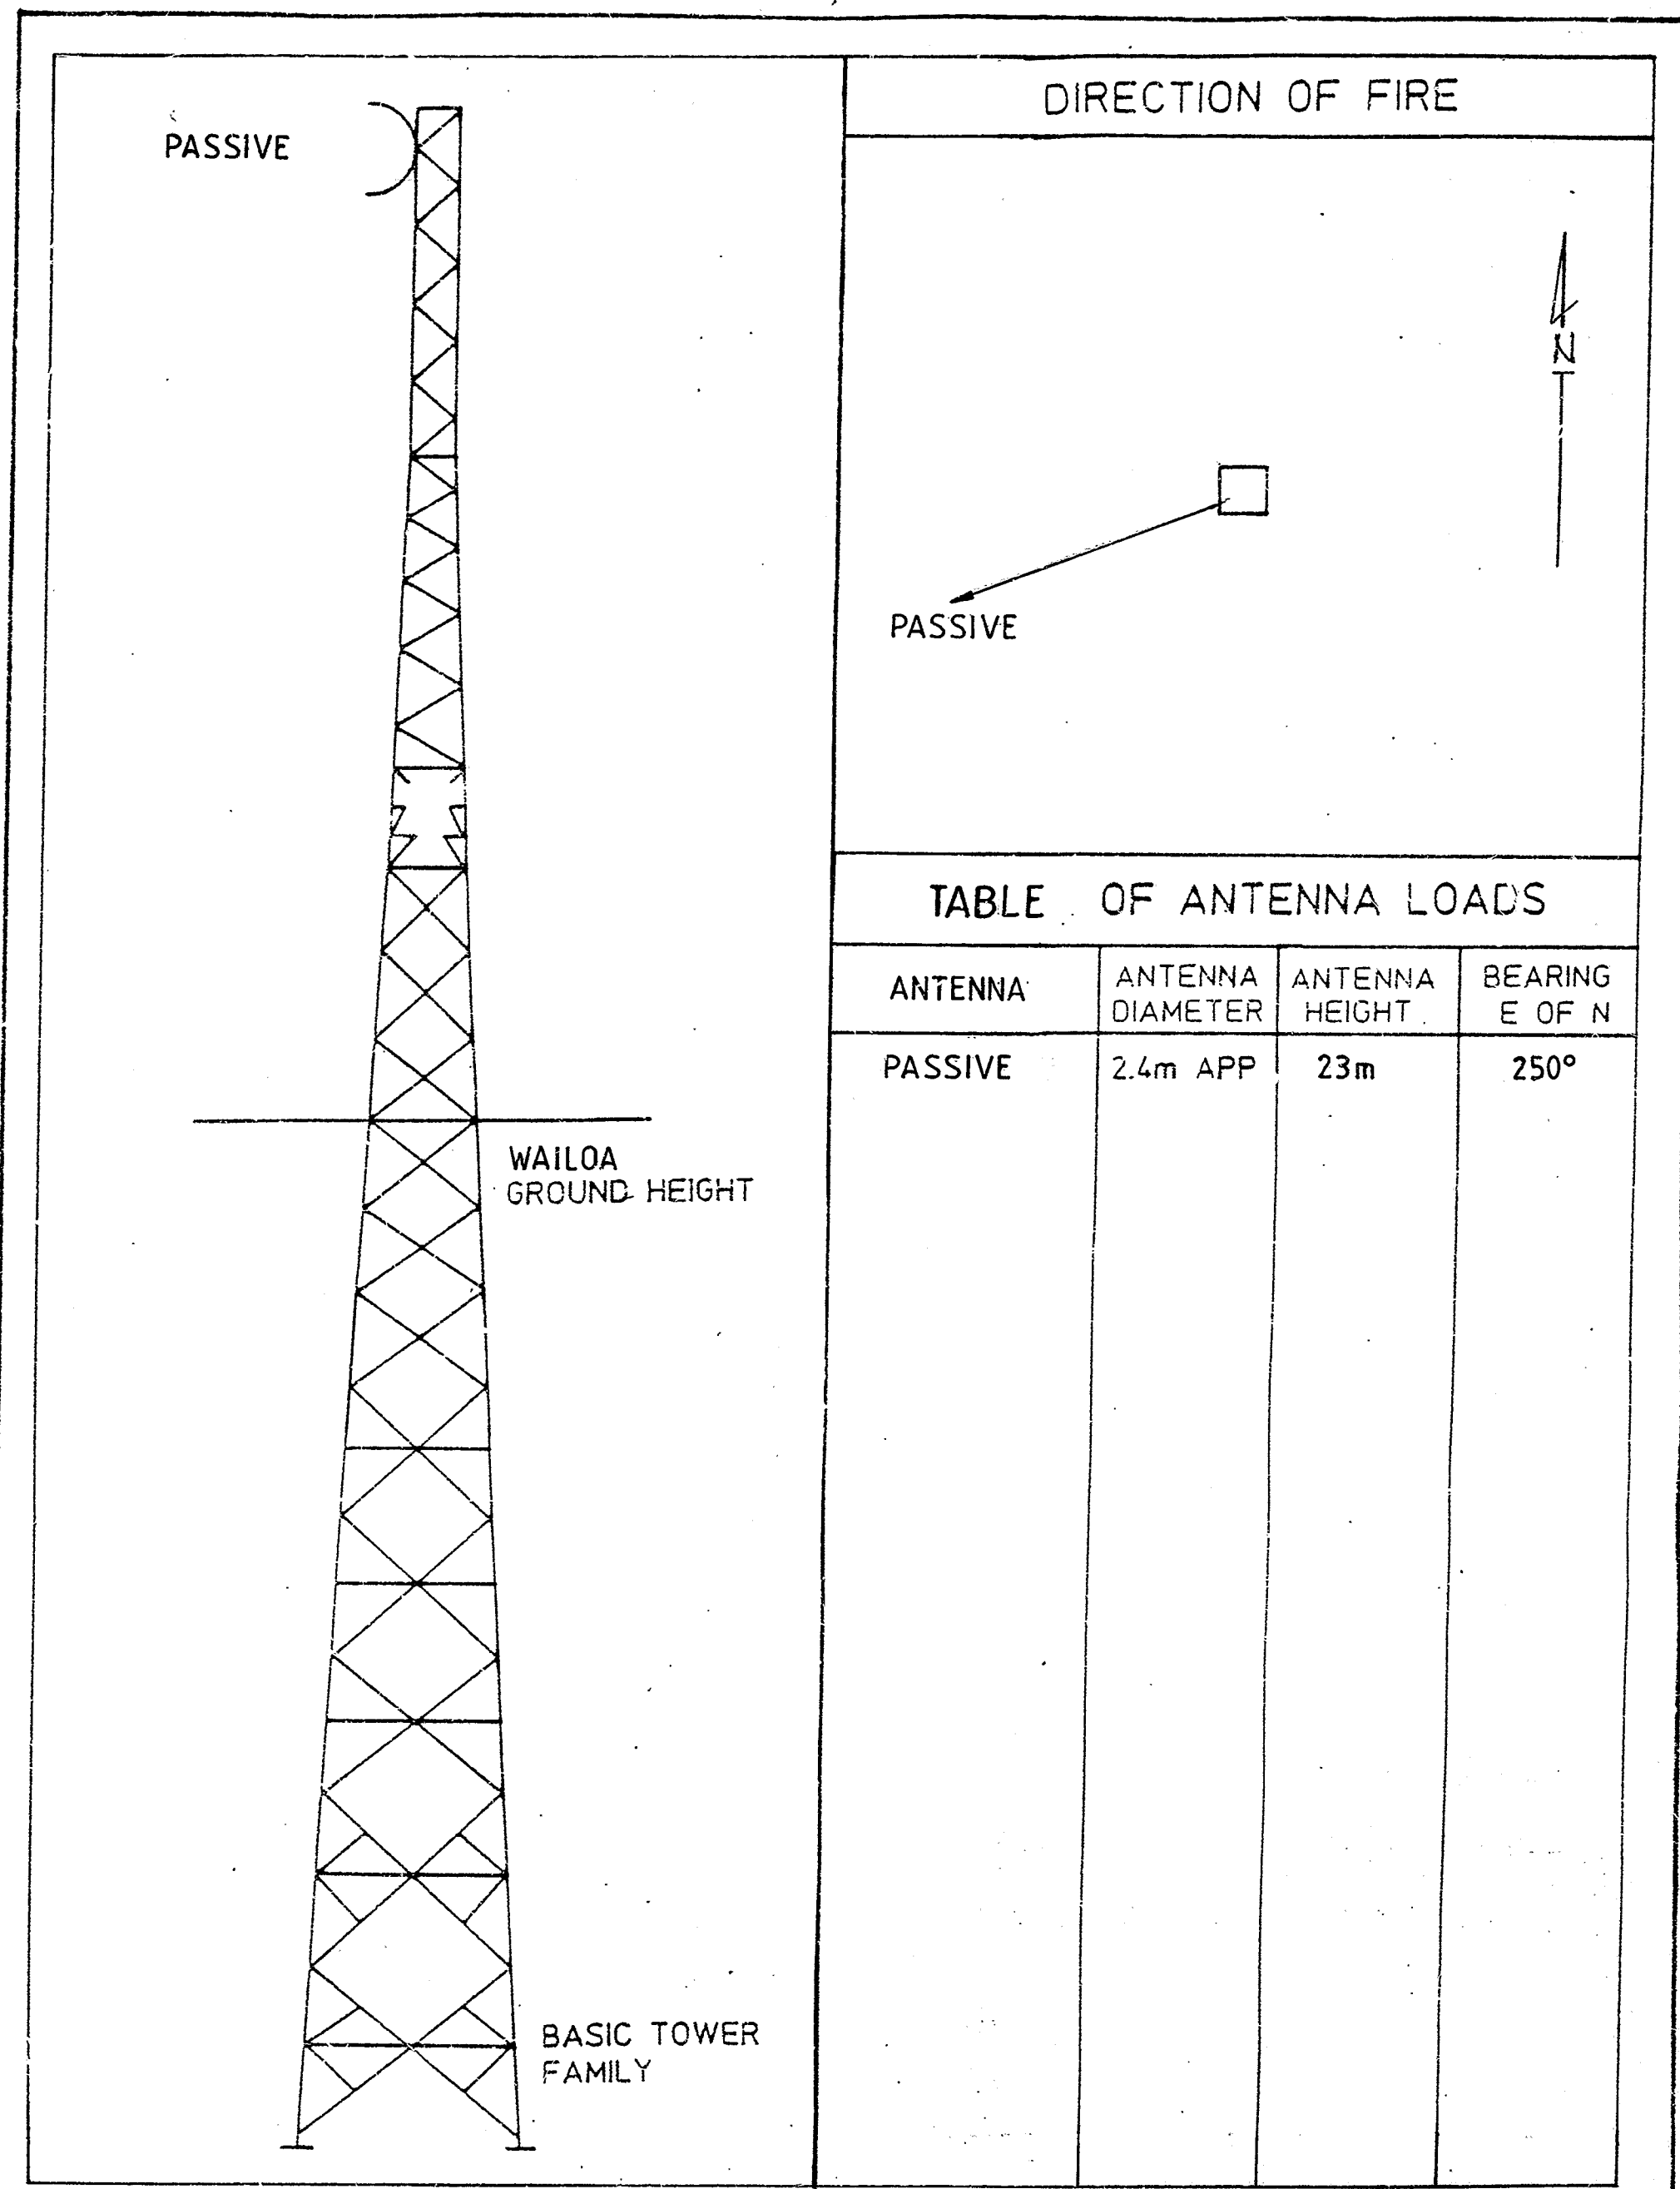 PASSIVE
WAILOA
GROUND HEIGHT
BASIC TOWER
FAMILY
DIRECTION OF FIRE
N
PASSIVE
TABLE OF ANTENNA LOADS
ANTENNA
ANTENNA
DIAMETER
ANTENNA
HEIGHT
BEARING
E OF N
PASSIVE
2.4m APP
23m
250°